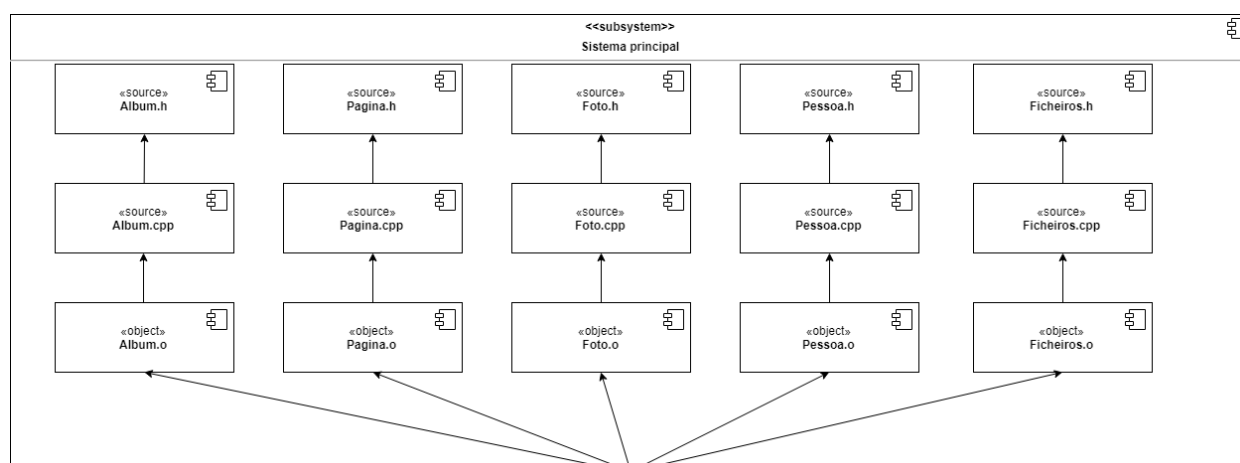 <<subsystem>>
Sistema principal
«source»
Album.h
«source»
Pagina.h
«source»
Foto.h
«source»
Pessoa.h
«source»
Ficheiros.h
«source»
Album.cpp
«source»
Pagina.cpp
«source»
Foto.cpp
«source»
Pessoa.cpp
«source»
Ficheiros.cpp
«object»
Album.o
«object»
Pagina.o
«object»
Foto.o
«object»
Pessoa.o
«object»
Ficheiros.o